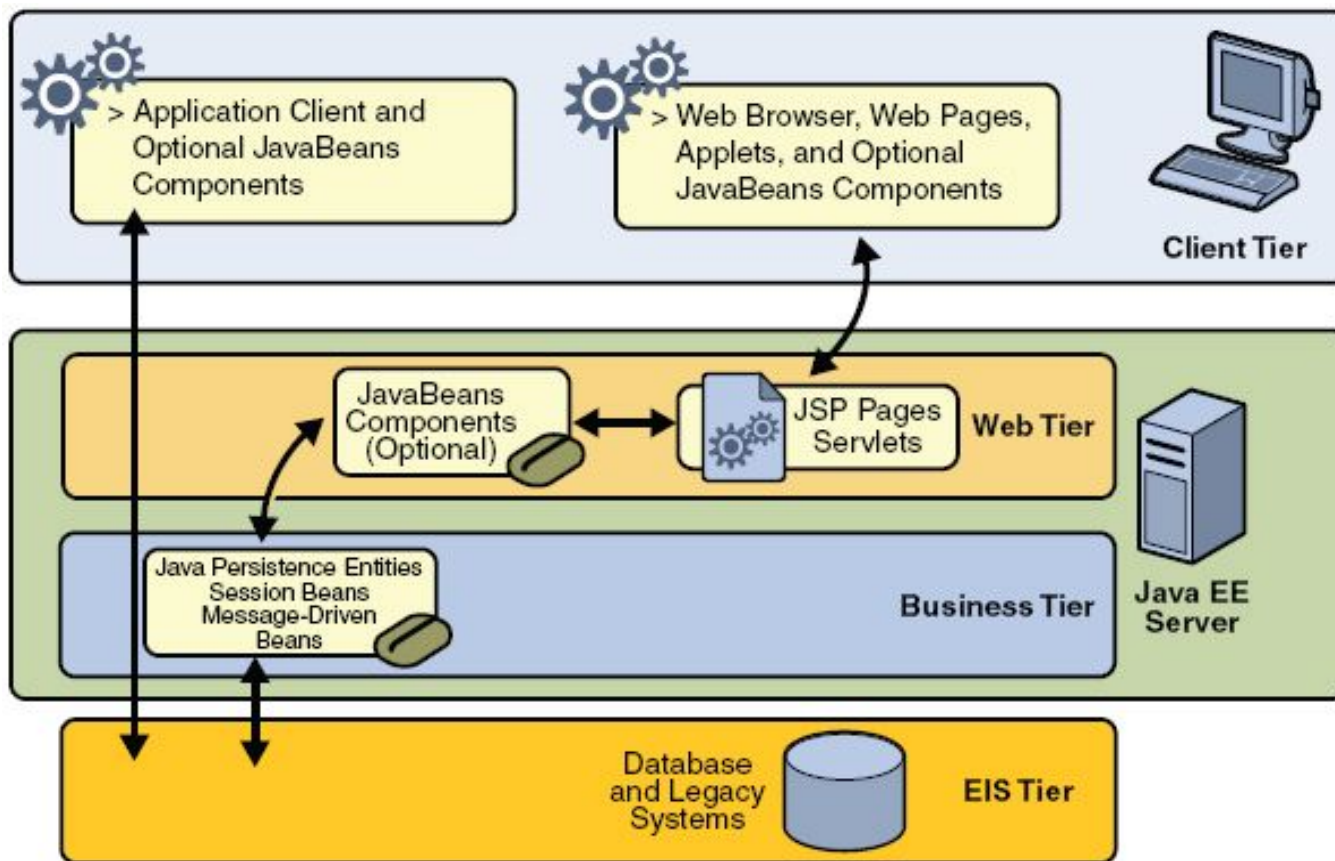 > Application Client and
Optional JavaBeans
Components
> Web Browser, Web Pages,
Applets, and Optional
JavaBeans Components
Client Tier
JavaBeans
Components
(Optional)
JSP Pages
Servlets
Web Tier
Java Persistence Entities
Session Beans
Message-Driven
Beans
Business Tier
Java EE
Server
Database
and Legacy
Systems
EIS Tier